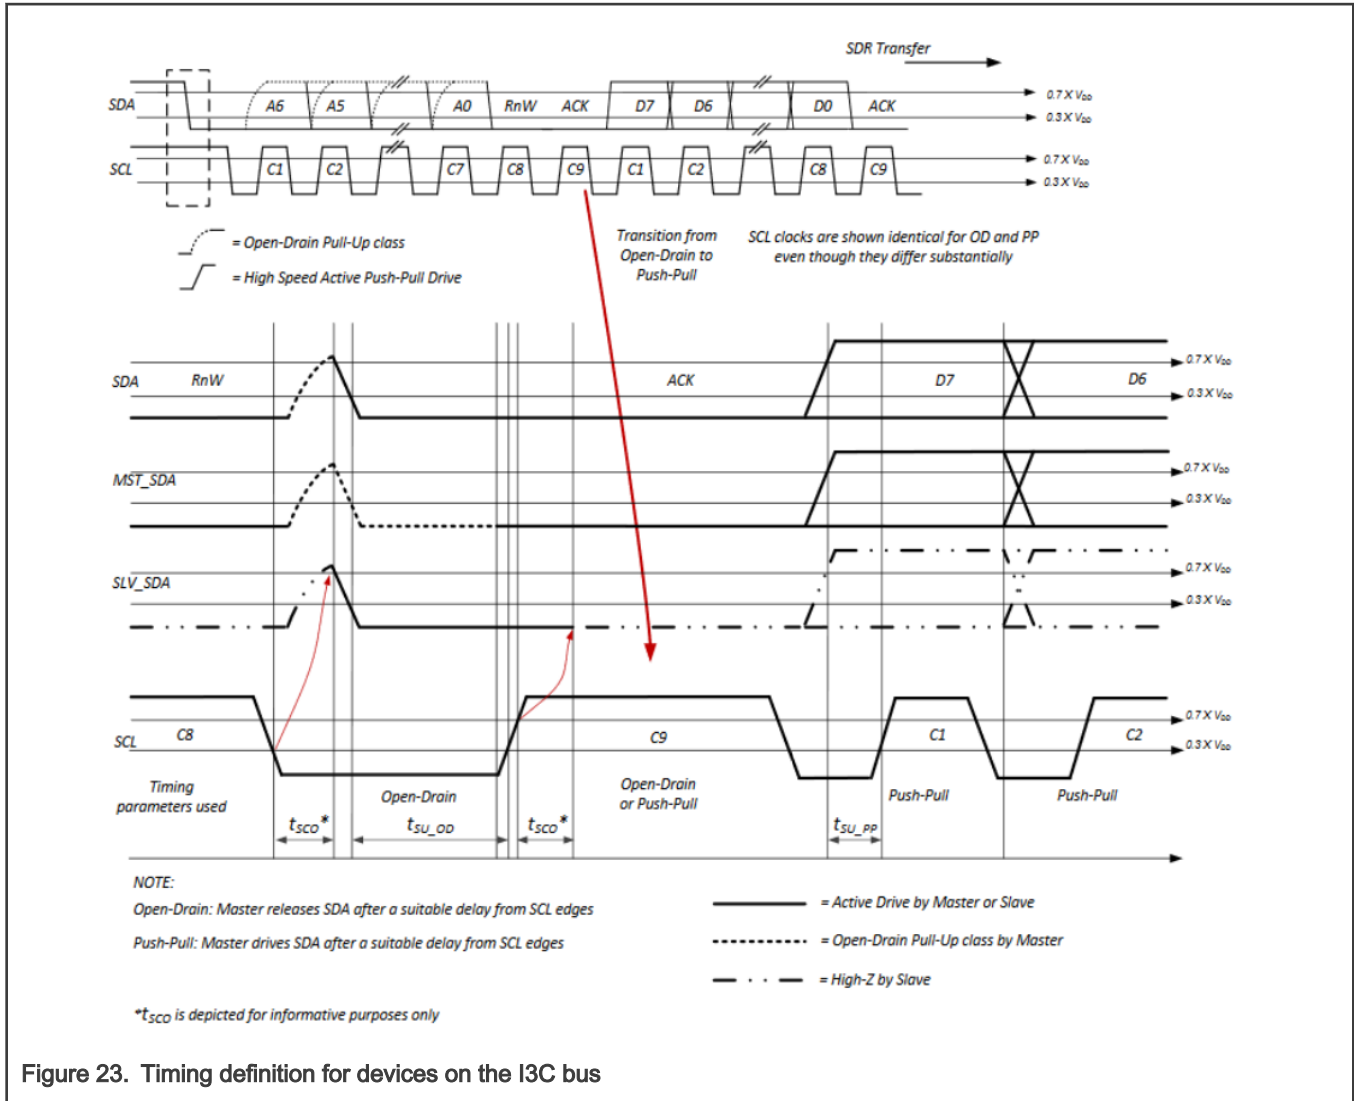 SDR Transfer
SDA A6 A5 A0 RnW ACK D7 D6 D0 ACK 0.7 X VDD
0.3 X VDD
SCL C1 C2 C7 C8 C9 C1 C2 C8 C9 0.7 X VDD
0.3 X VDD
= Open-Drain Pull-Up class
= High Speed Active Push-Pull Drive
Transition from
Open-Drain to
Push-Pull
SCL clocks are shown identical for OD and PP
even though they differ substantially
SDA RnW ACK D7 D6 0.7 X VDD
0.3 X VDD
MST_SDA 0.7 X VDD
0.3 X VDD
SLV_SDA 0.7 X VDD
0.3 X VDD
SCL C8 C9 C1 C2 0.7 X VDD
0.3 X VDD
Timing
parameters used
Open-Drain
Open-Drain
or Push-Pull
Push-Pull
Push-Pull
tSCO* tSU_OD tSCO* tSU_PP
NOTE:
Open-Drain: Master releases SDA after a suitable delay from SCL edges
Push-Pull: Master drives SDA after a suitable delay from SCL edges
= Active Drive by Master or Slave
= Open-Drain Pull-Up class by Master
= High-Z by Slave
*tSCO is depicted for informative purposes only
Figure 23. Timing definition for devices on the I3C bus